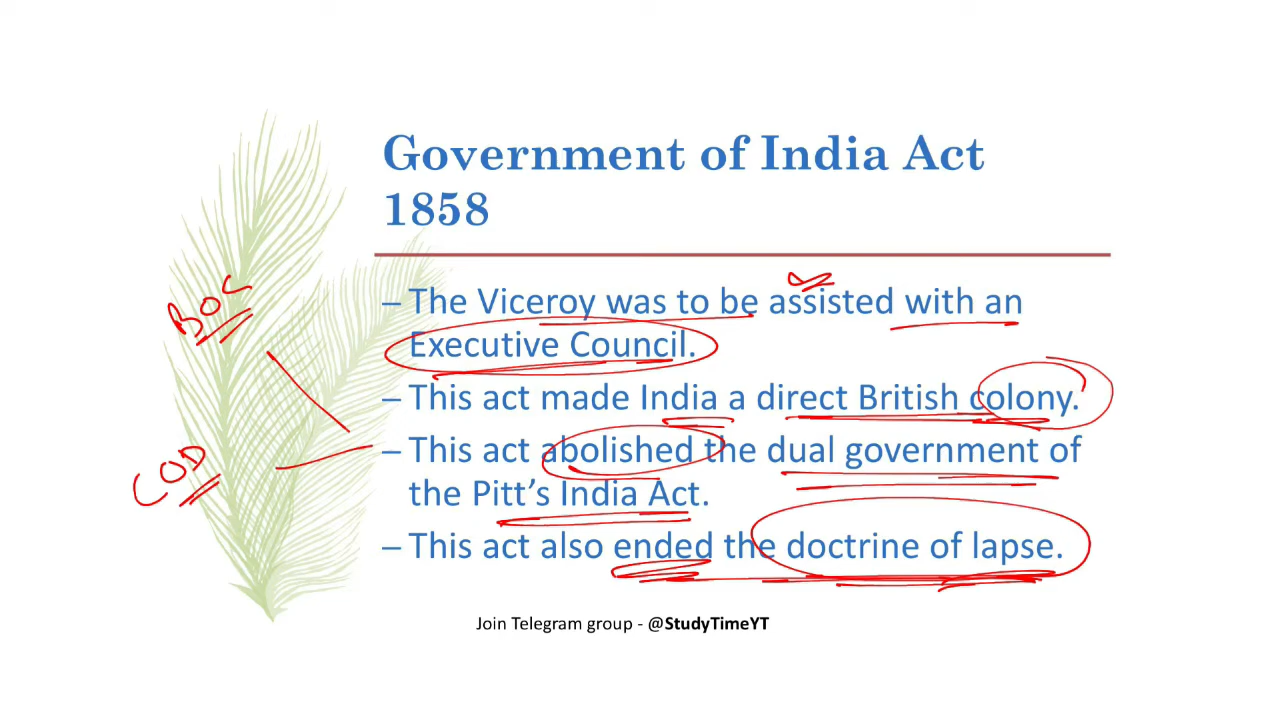 Government of India Act
1858
– The Viceroy was to be assisted with an
Executive Council.
– This act made India a direct British colony.
– This act abolished the dual government of
the Pitt’s India Act.
– This act also ended the doctrine of lapse.
BOC
COD
Join Telegram group - @StudyTimeYT